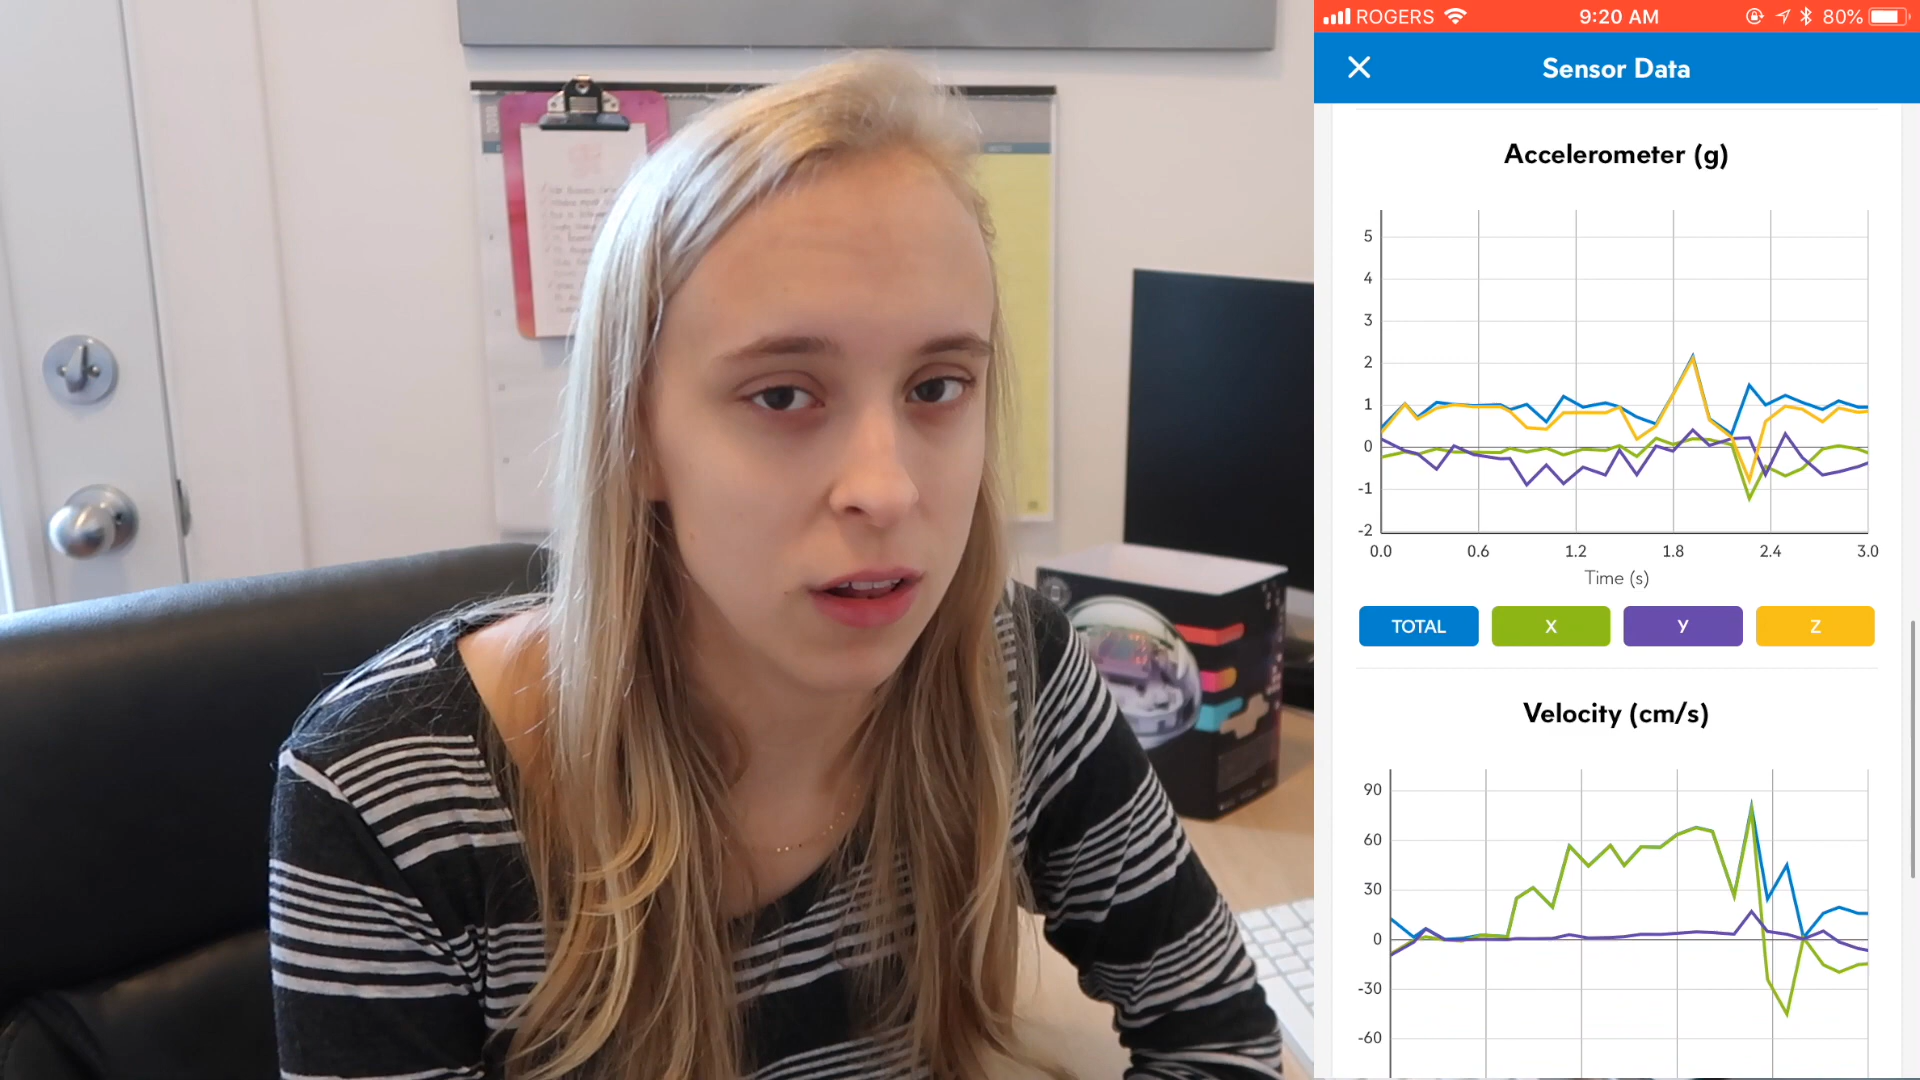 ROGERS 9:20 AM 80%
Sensor Data
Accelerometer (g)
5
4
3
2
1
0
-1
-2
0.0 0.6 1.2 1.8 2.4 3.0
Time (s)
TOTAL X Y Z
Velocity (cm/s)
90
60
30
0
-30
-60